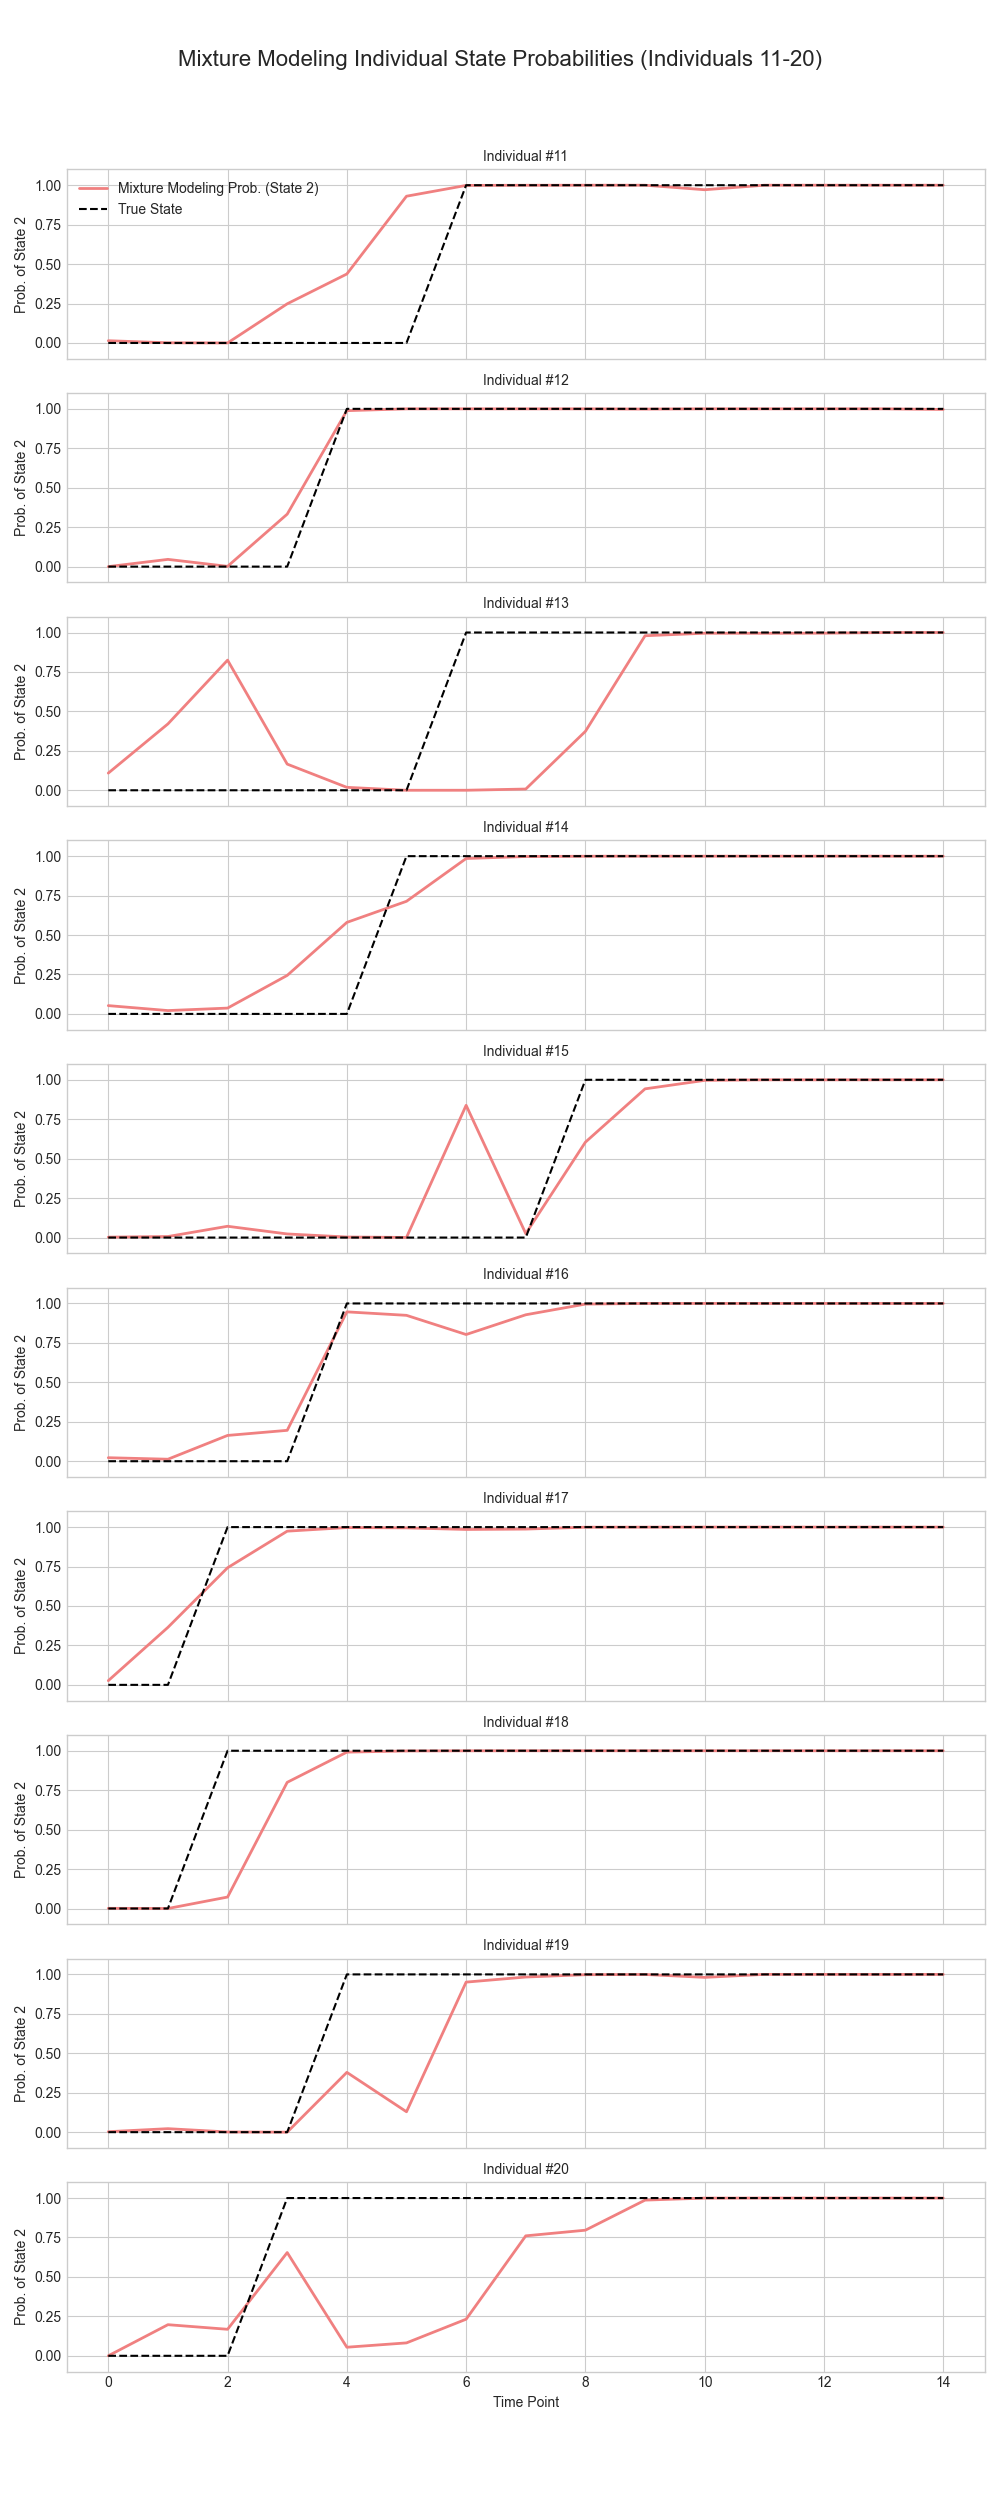 Mixture Modeling Individual State Probabilities (Individuals 11-20)
Individual #11
Mixture Modeling Prob. (State 2)
True State
Prob. of State 2
1.00
0.75
0.50
0.25
0.00
Individual #12
Prob. of State 2
1.00
0.75
0.50
0.25
0.00
Individual #13
Prob. of State 2
1.00
0.75
0.50
0.25
0.00
Individual #14
Prob. of State 2
1.00
0.75
0.50
0.25
0.00
Individual #15
Prob. of State 2
1.00
0.75
0.50
0.25
0.00
Individual #16
Prob. of State 2
1.00
0.75
0.50
0.25
0.00
Individual #17
Prob. of State 2
1.00
0.75
0.50
0.25
0.00
Individual #18
Prob. of State 2
1.00
0.75
0.50
0.25
0.00
Individual #19
Prob. of State 2
1.00
0.75
0.50
0.25
0.00
Individual #20
Prob. of State 2
1.00
0.75
0.50
0.25
0.00
0 2 4 6 8 10 12 14
Time Point